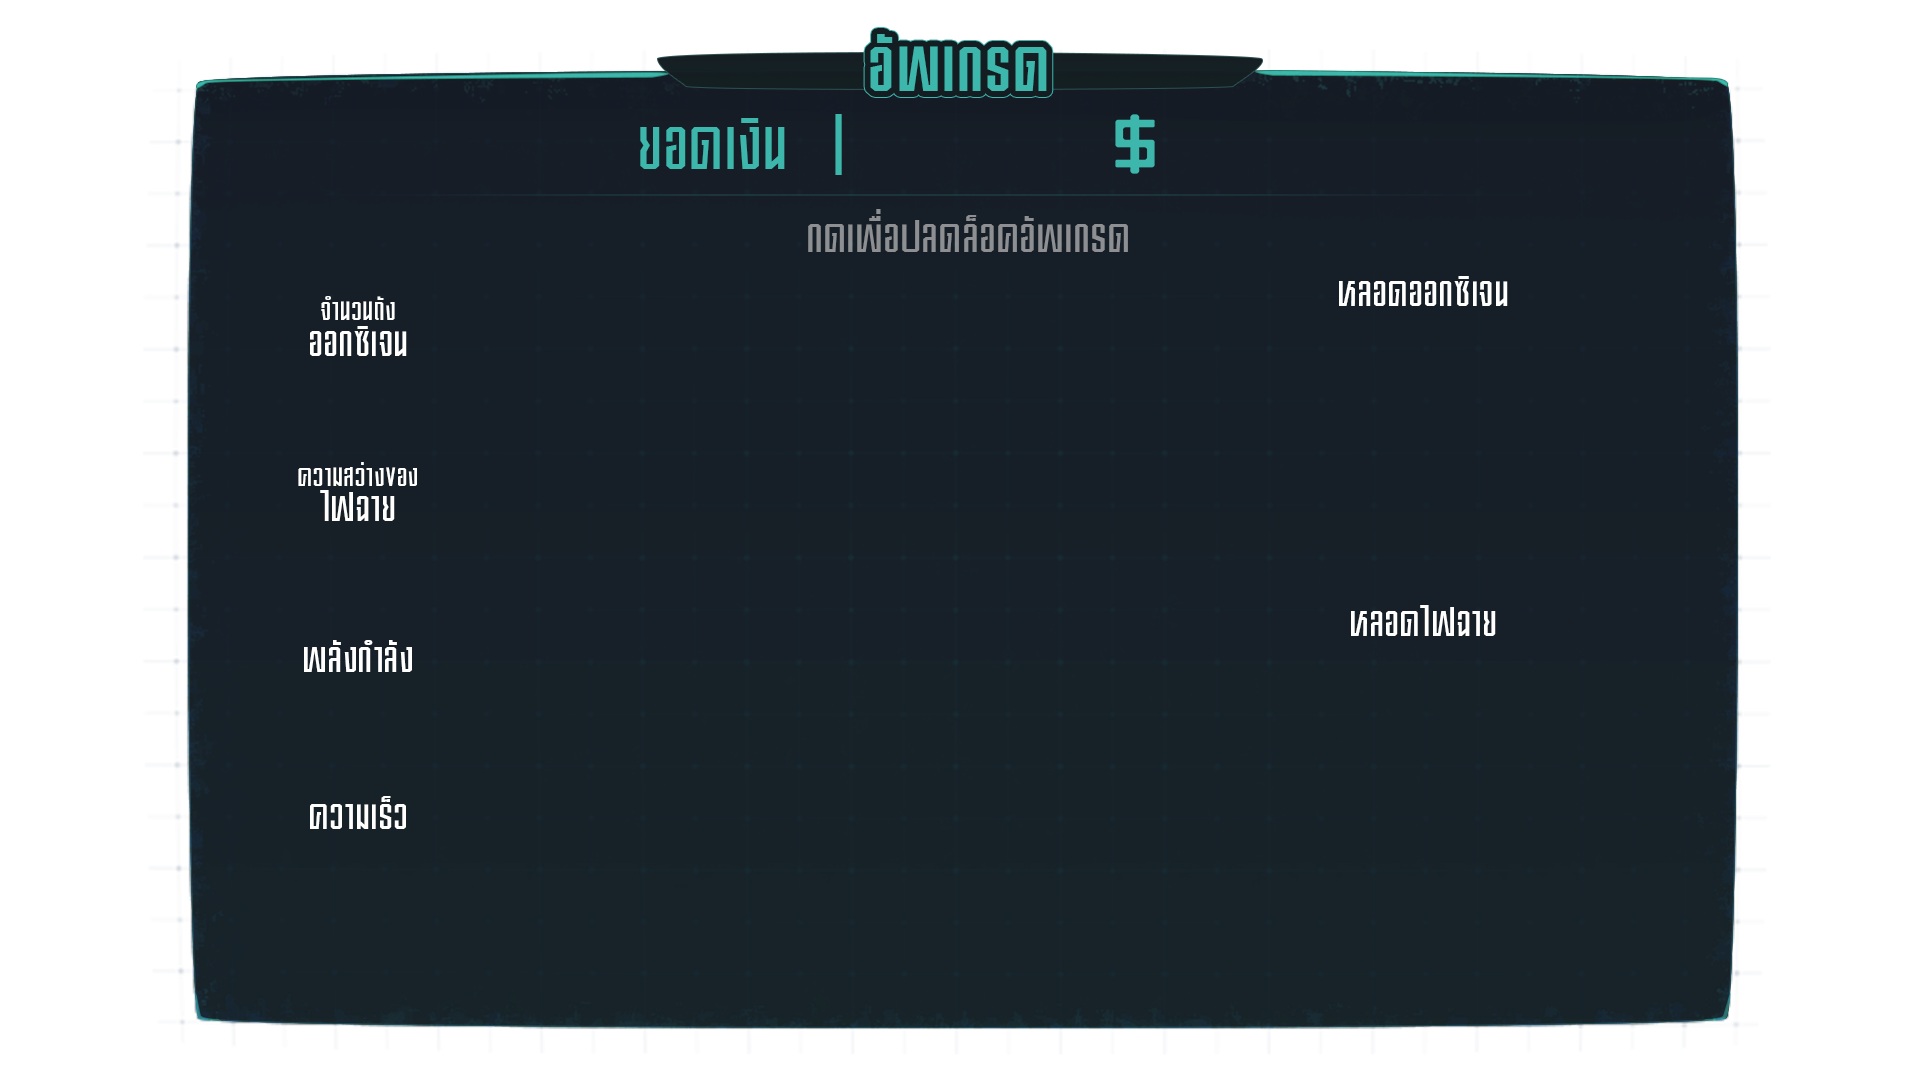 อัพเกรด
ยอดเงิน | $
กดเพื่อปลดล็อคอัพเกรด
จำนวนถัง
ออกซิเจน
ความสว่างของ
ไฟฉาย
พลังกำลัง
ความเร็ว
หลอดออกซิเจน
หลอดไฟฉาย